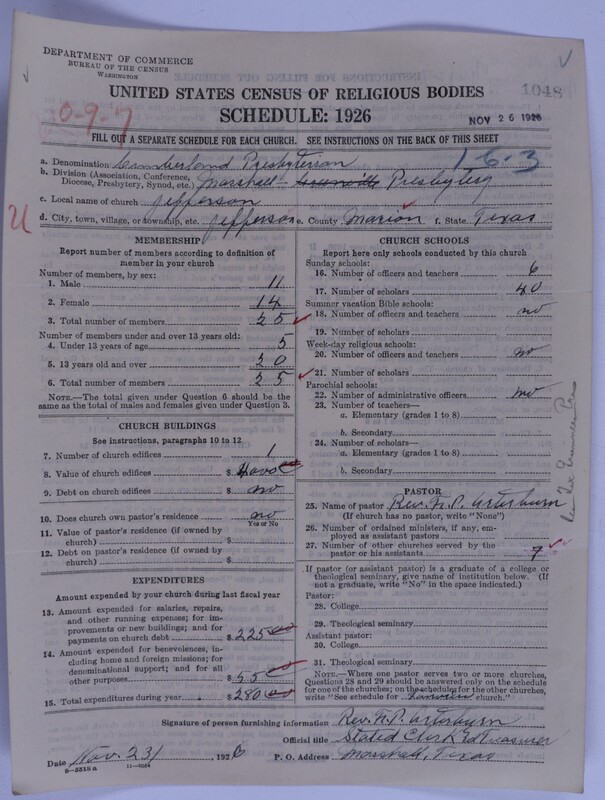 DEPARTMENT OF COMMERCE
BUREAU OF THE CENSUS
WASHINGTON
1048
UNITED STATES CENSUS OF RELIGIOUS BODIES
SCHEDULE: 1926
NOV 26 1926
0-9-7
FILL OUT A SEPARATE SCHEDULE FOR EACH CHURCH. SEE INSTRUCTIONS ON THE BACK OF THIS SHEET
a. Denomination Cumberland Presbyterian
1-6-3
b. Division (Association, Conference, Diocese, Presbytery, Synod, etc.) Marshall Presbytery
c. Local name of church Jefferson
d. City, town, village, or township, etc. Jefferson e. County Marion f. State Texas
MEMBERSHIP
Report number of members according to definition of
member in your church
Number of members, by sex:
1. Male 11
2. Female 14
3. Total number of members 25
Number of members under and over 13 years old:
4. Under 13 years of age 5
5. 13 years old and over 20
6. Total number of members 25
NOTE.—The total given under Question 6 should be the
same as the total of males and females given under Question 3.
CHURCH BUILDINGS
See instructions, paragraphs 10 to 12
7. Number of church edifices 1
8. Value of church edifices $ 4000
9. Debt on church edifices $ no
10. Does church own pastor's residence no
Yes or No
11. Value of pastor's residence (if owned by
church) $
12. Debt on pastor's residence (if owned by
church) $
EXPENDITURES
Amount expended by your church during last fiscal year
13. Amount expended for salaries, repairs,
and other running expenses; for im-
provements or new buildings; and for
payments on church debt $ 225
14. Amount expended for benevolences, in-
cluding home and foreign missions; for
denominational support; and for all
other purposes $ 55
15. Total expenditures during year $ 280
CHURCH SCHOOLS
Report here only schools conducted by this church
Sunday schools:
16. Number of officers and teachers 6
17. Number of scholars 40
Summer vacation Bible schools:
18. Number of officers and teachers no
19. Number of scholars
Week-day religious schools:
20. Number of officers and teachers no
21. Number of scholars
Parochial schools:
22. Number of administrative officers no
23. Number of teachers—
a. Elementary (grades 1 to 8)
b. Secondary
24. Number of scholars—
a. Elementary (grades 1 to 8)
b. Secondary
PASTOR
25. Name of pastor Rev. F. P. Arterburn
(If church has no pastor, write "None")
26. Number of ordained ministers, if any, em-
ployed as assistant pastors
27. Number of other churches served by the
pastor or his assistants 7
If pastor (or assistant pastor) is a graduate of a college or
theological seminary, give name of institution below. (If
not a graduate, write "No" in the space indicated.)
Pastor:
28. College
29. Theological seminary
Assistant pastor:
30. College
31. Theological seminary
NOTE.—Where one pastor serves two or more churches,
Questions 28 and 29 should be answered only on the schedule
for one of the churches; on the schedules for the other churches,
write "See schedule for church."
Signature of person furnishing information Rev. F. P. Arterburn
Official title Stated Clerk & Treasurer
Date Nov. 23, 1926 P. O. Address Marshall, Texas
8-5518 a